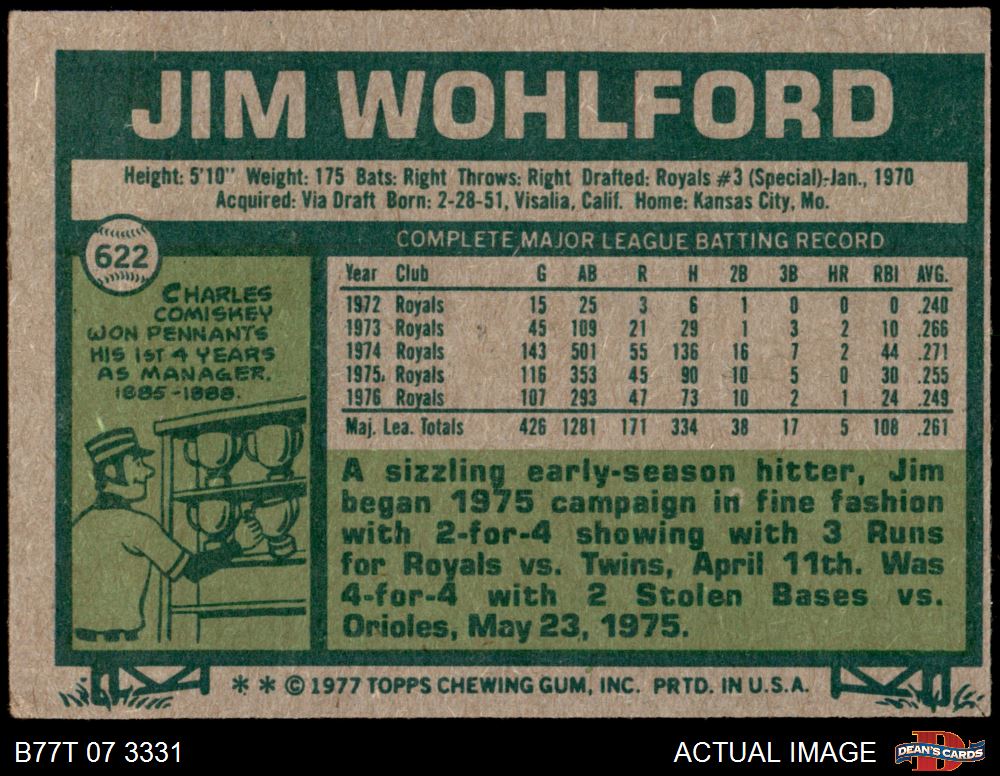 JIM WOHLFORD
Height: 5'10" Weight: 175 Bats: Right Throws: Right Drafted: Royals #3 (Special)-Jan., 1970
Acquired: Via Draft Born: 2-28-51, Visalia, Calif. Home: Kansas City, Mo.
622
CHARLES
COMISKEY
WON PENNANTS
HIS 1ST 4 YEARS
AS MANAGER.
1885-1888.
COMPLETE MAJOR LEAGUE BATTING RECORD
Year Club G AB R H 2B 3B HR RBI AVG.
1972 Royals 15 25 3 6 1 0 0 0 .240
1973 Royals 45 109 21 29 1 3 2 10 .266
1974 Royals 143 501 55 136 16 7 2 44 .271
1975 Royals 116 353 45 90 10 5 0 30 .255
1976 Royals 107 293 47 73 10 2 1 24 .249
Maj. Lea. Totals 426 1281 171 334 38 17 5 108 .261
A sizzling early-season hitter, Jim
began 1975 campaign in fine fashion
with 2-for-4 showing with 3 Runs
for Royals vs. Twins, April 11th. Was
4-for-4 with 2 Stolen Bases vs.
Orioles, May 23, 1975.
* * © 1977 TOPPS CHEWING GUM, INC. PRTD. IN U.S.A.
B77T 07 3331
ACTUAL IMAGE
D
DEAN'S CARDS